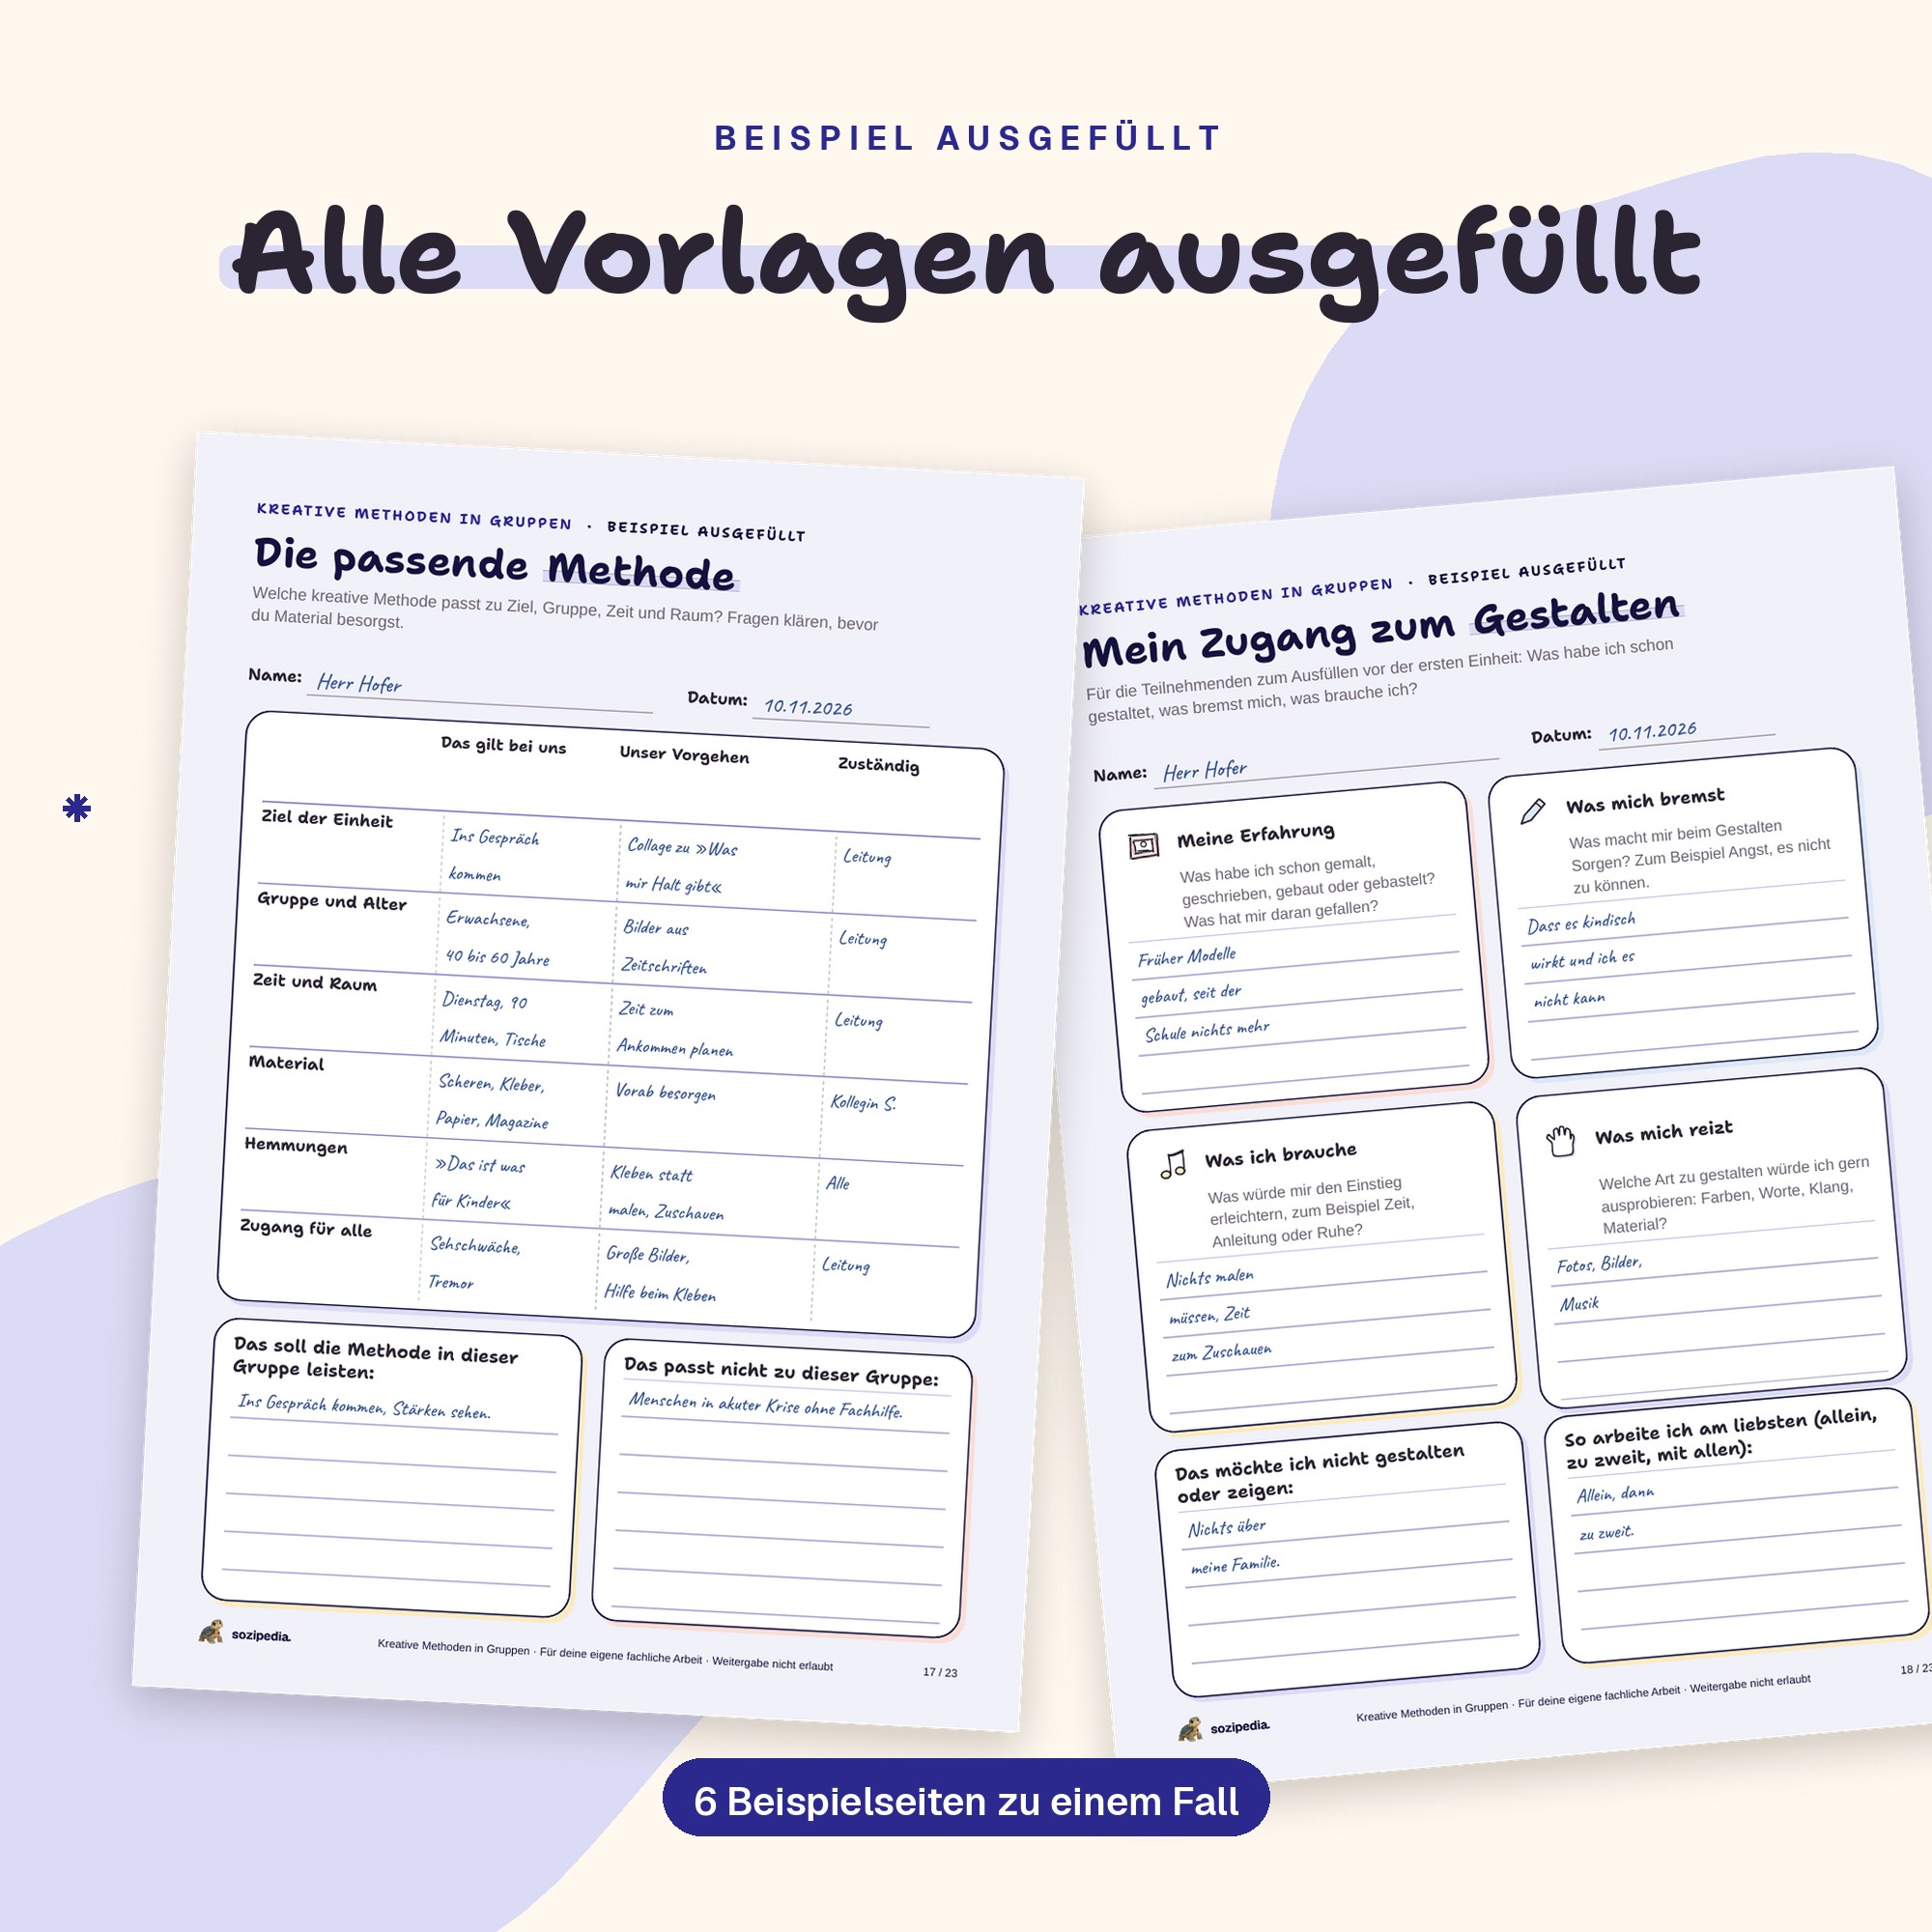 BEISPIEL AUSGEFÜLLT
Alle Vorlagen ausgefüllt
KREATIVE METHODEN IN GRUPPEN · BEISPIEL AUSGEFÜLLT
Die passende Methode
Welche kreative Methode passt zu Ziel, Gruppe, Zeit und Raum? Fragen klären, bevor
du Material besorgst.
Name: Herr Hofer Datum: 10.11.2026
Das gilt bei uns Unser Vorgehen Zuständig
Ziel der Einheit Ins Gespräch Collage zu »Was Leitung
kommen mir Halt gibt«
Gruppe und Alter Erwachsene, Bilder aus Leitung
40 bis 60 Jahre Zeitschriften
Zeit und Raum Dienstag, 90 Zeit zum Leitung
Minuten, Tische Ankommen planen
Material Scheren, Kleber, Vorab besorgen Kollegin S.
Papier, Magazine
Hemmungen »Das ist was Kleben statt Alle
für Kinder« malen, Zuschauen
Zugang für alle Sehschwäche, Große Bilder, Leitung
Tremor Hilfe beim Kleben
Das soll die Methode in dieser
Gruppe leisten:
Ins Gespräch kommen, Stärken sehen.
Das passt nicht zu dieser Gruppe:
Menschen in akuter Krise ohne Fachhilfe.
sozipedia. Kreative Methoden in Gruppen · Für deine eigene fachliche Arbeit · Weitergabe nicht erlaubt 17 / 23
KREATIVE METHODEN IN GRUPPEN · BEISPIEL AUSGEFÜLLT
Mein Zugang zum Gestalten
Für die Teilnehmenden zum Ausfüllen vor der ersten Einheit: Was habe ich schon
gestaltet, was bremst mich, was brauche ich?
Name: Herr Hofer Datum: 10.11.2026
Meine Erfahrung
Was habe ich schon gemalt,
geschrieben, gebaut oder gebastelt?
Was hat mir daran gefallen?
Früher Modelle
gebaut, seit der
Schule nichts mehr
Was mich bremst
Was macht mir beim Gestalten
Sorgen? Zum Beispiel Angst, es nicht
zu können.
Dass es kindisch
wirkt und ich es
nicht kann
Was ich brauche
Was würde mir den Einstieg
erleichtern, zum Beispiel Zeit,
Anleitung oder Ruhe?
Nichts malen
müssen, Zeit
zum Zuschauen
Was mich reizt
Welche Art zu gestalten würde ich gern
ausprobieren: Farben, Worte, Klang,
Material?
Fotos, Bilder,
Musik
Das möchte ich nicht gestalten
oder zeigen:
Nichts über
meine Familie.
So arbeite ich am liebsten (allein,
zu zweit, mit allen):
Allein, dann
zu zweit.
sozipedia. Kreative Methoden in Gruppen · Für deine eigene fachliche Arbeit · Weitergabe nicht erlaubt 18 / 23
6 Beispielseiten zu einem Fall